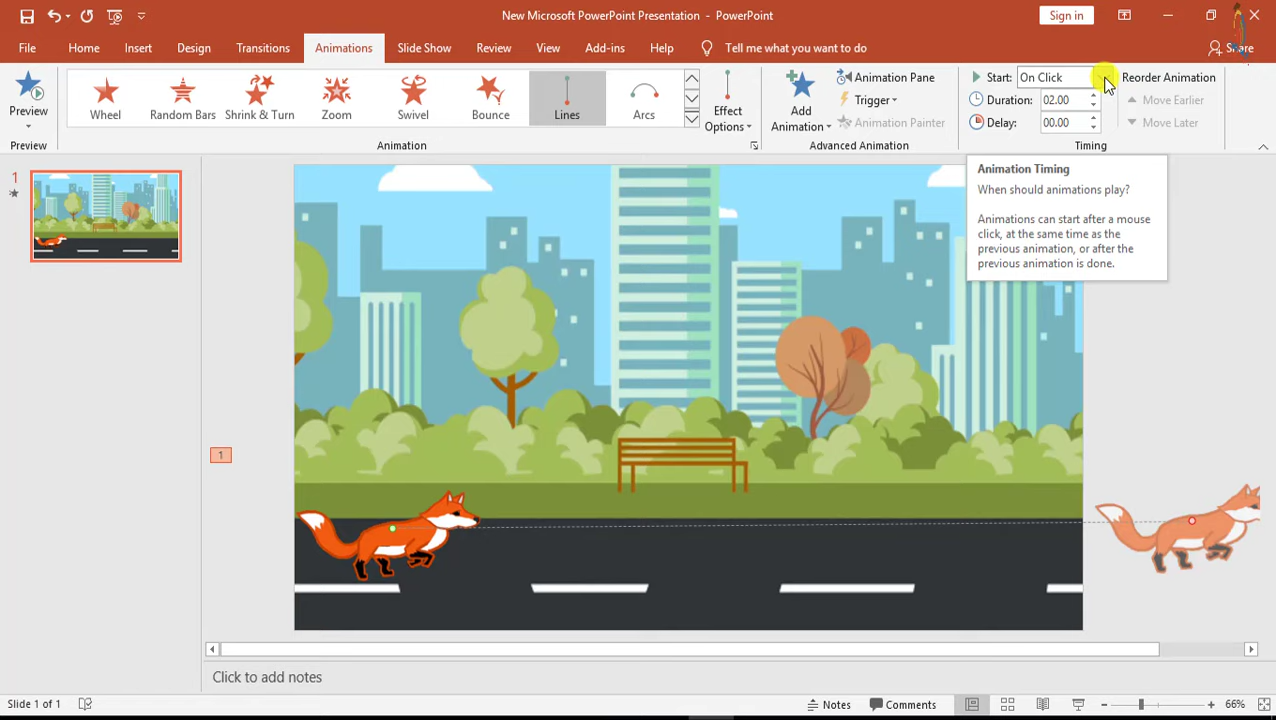 New Microsoft PowerPoint Presentation - PowerPoint
Sign in
File Home Insert Design Transitions Animations Slide Show Review View Add-ins Help Tell me what you want to do Share
Preview
Wheel Random Bars Shrink & Turn Zoom Swivel Bounce Lines Arcs
Effect
Options
Add
Animation
Animation Pane
Trigger
Animation Painter
Start: On Click
Duration: 02.00
Delay: 00.00
Reorder Animation
Move Earlier
Move Later
Preview Animation Advanced Animation Timing
1
Animation Timing
When should animations play?
Animations can start after a mouse
click, at the same time as the
previous animation, or after the
previous animation is done.
1
Click to add notes
Slide 1 of 1 Notes Comments 66%